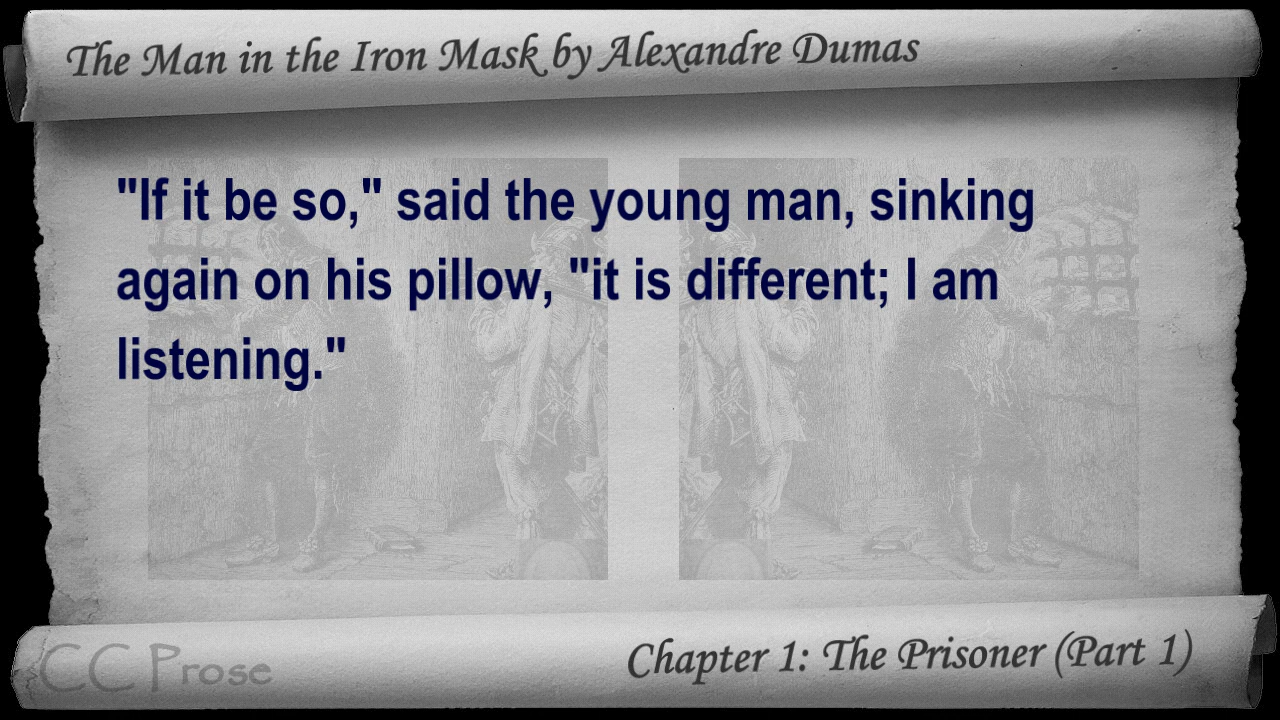 The Man in the Iron Mask by Alexandre Dumas
"If it be so," said the young man, sinking
again on his pillow, "it is different; I am
listening."
CC Prose
Chapter 1: The Prisoner (Part 1)